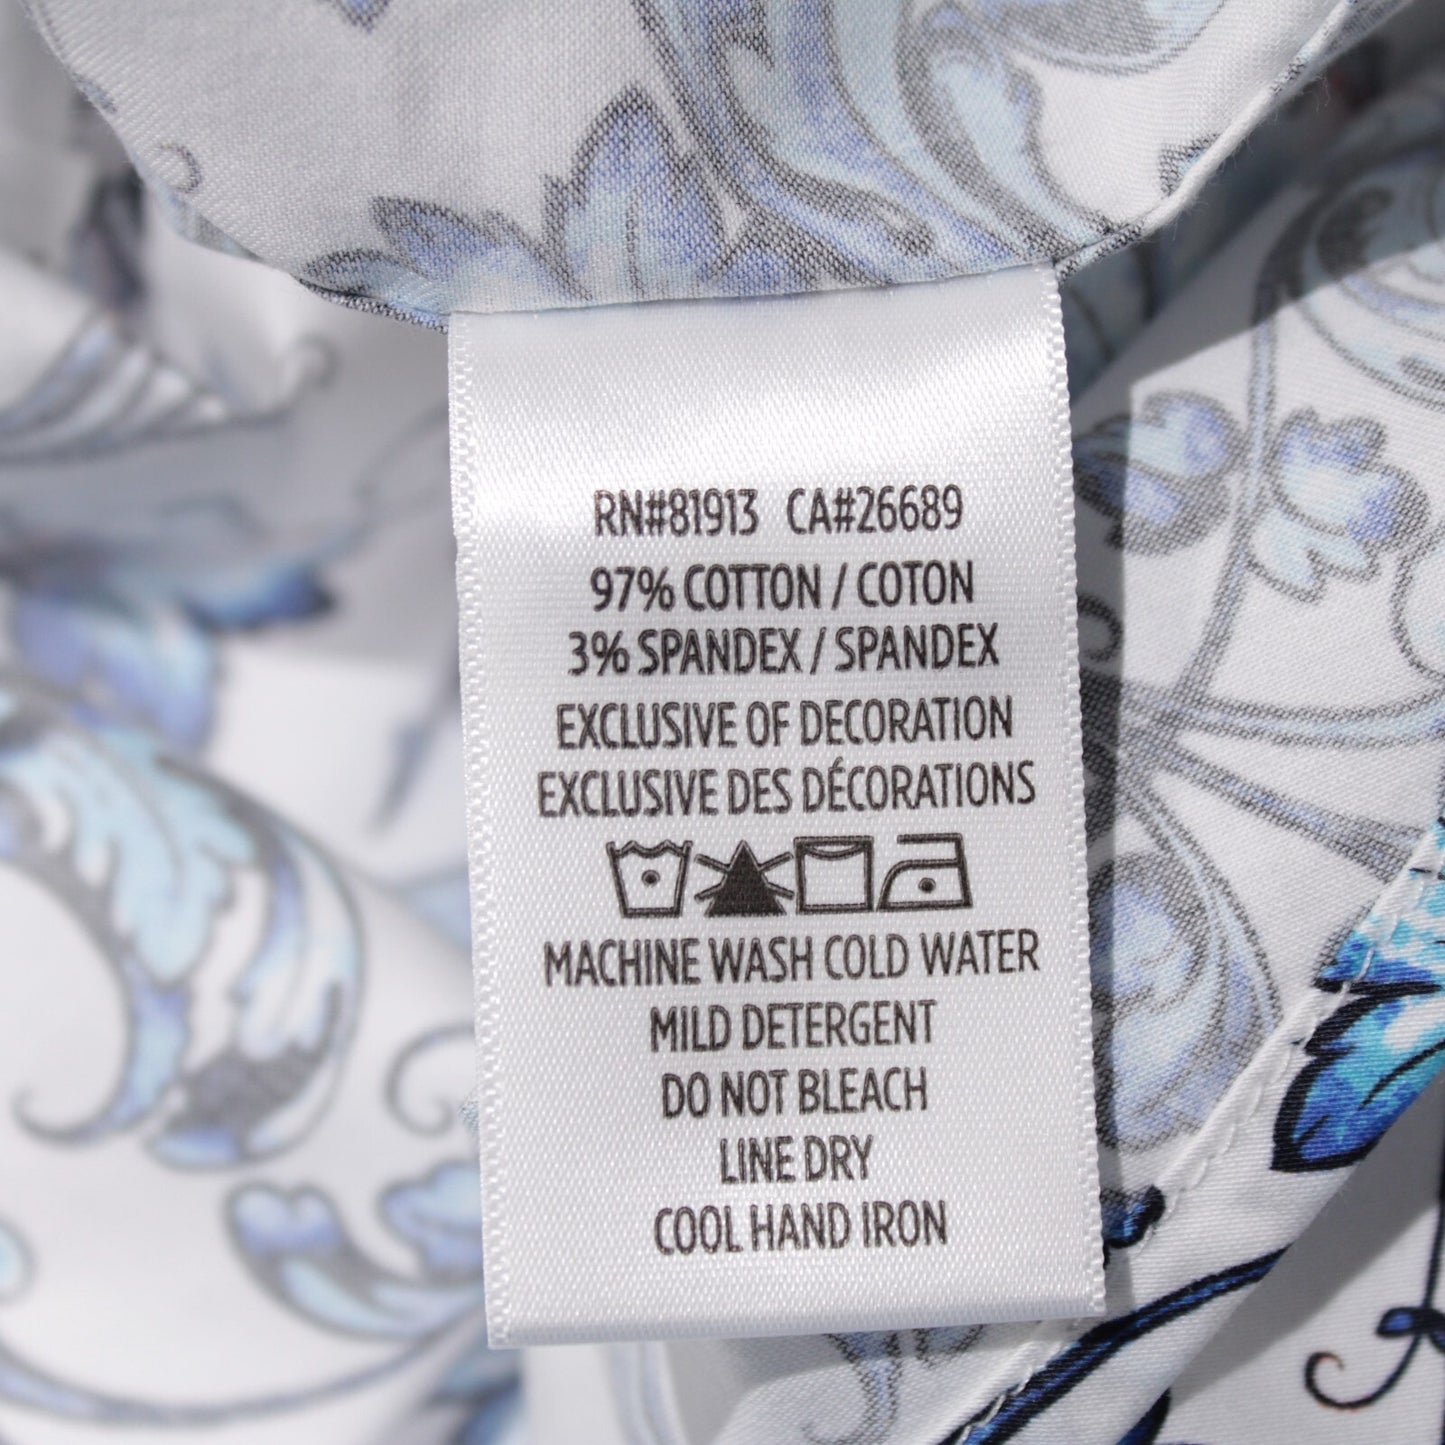 RN#81913 CA#26689
97% COTTON / COTON
3% SPANDEX / SPANDEX
EXCLUSIVE OF DECORATION
EXCLUSIVE DES DÉCORATIONS
MACHINE WASH COLD WATER
MILD DETERGENT
DO NOT BLEACH
LINE DRY
COOL HAND IRON